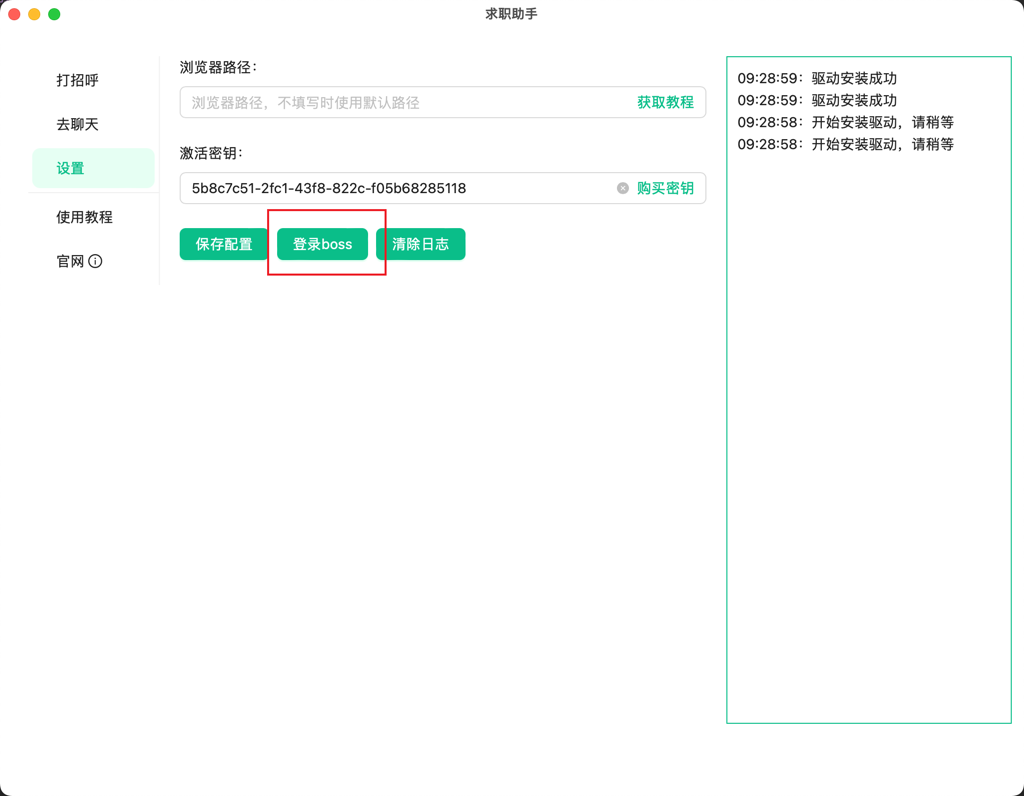 求职助手
打招呼
去聊天
设置
使用教程
官网
浏览器路径：
浏览器路径，不填写时使用默认路径
获取教程
激活密钥：
5b8c7c51-2fc1-43f8-822c-f05b68285118
购买密钥
保存配置
登录boss
清除日志
09:28:59：驱动安装成功
09:28:59：驱动安装成功
09:28:58：开始安装驱动，请稍等
09:28:58：开始安装驱动，请稍等